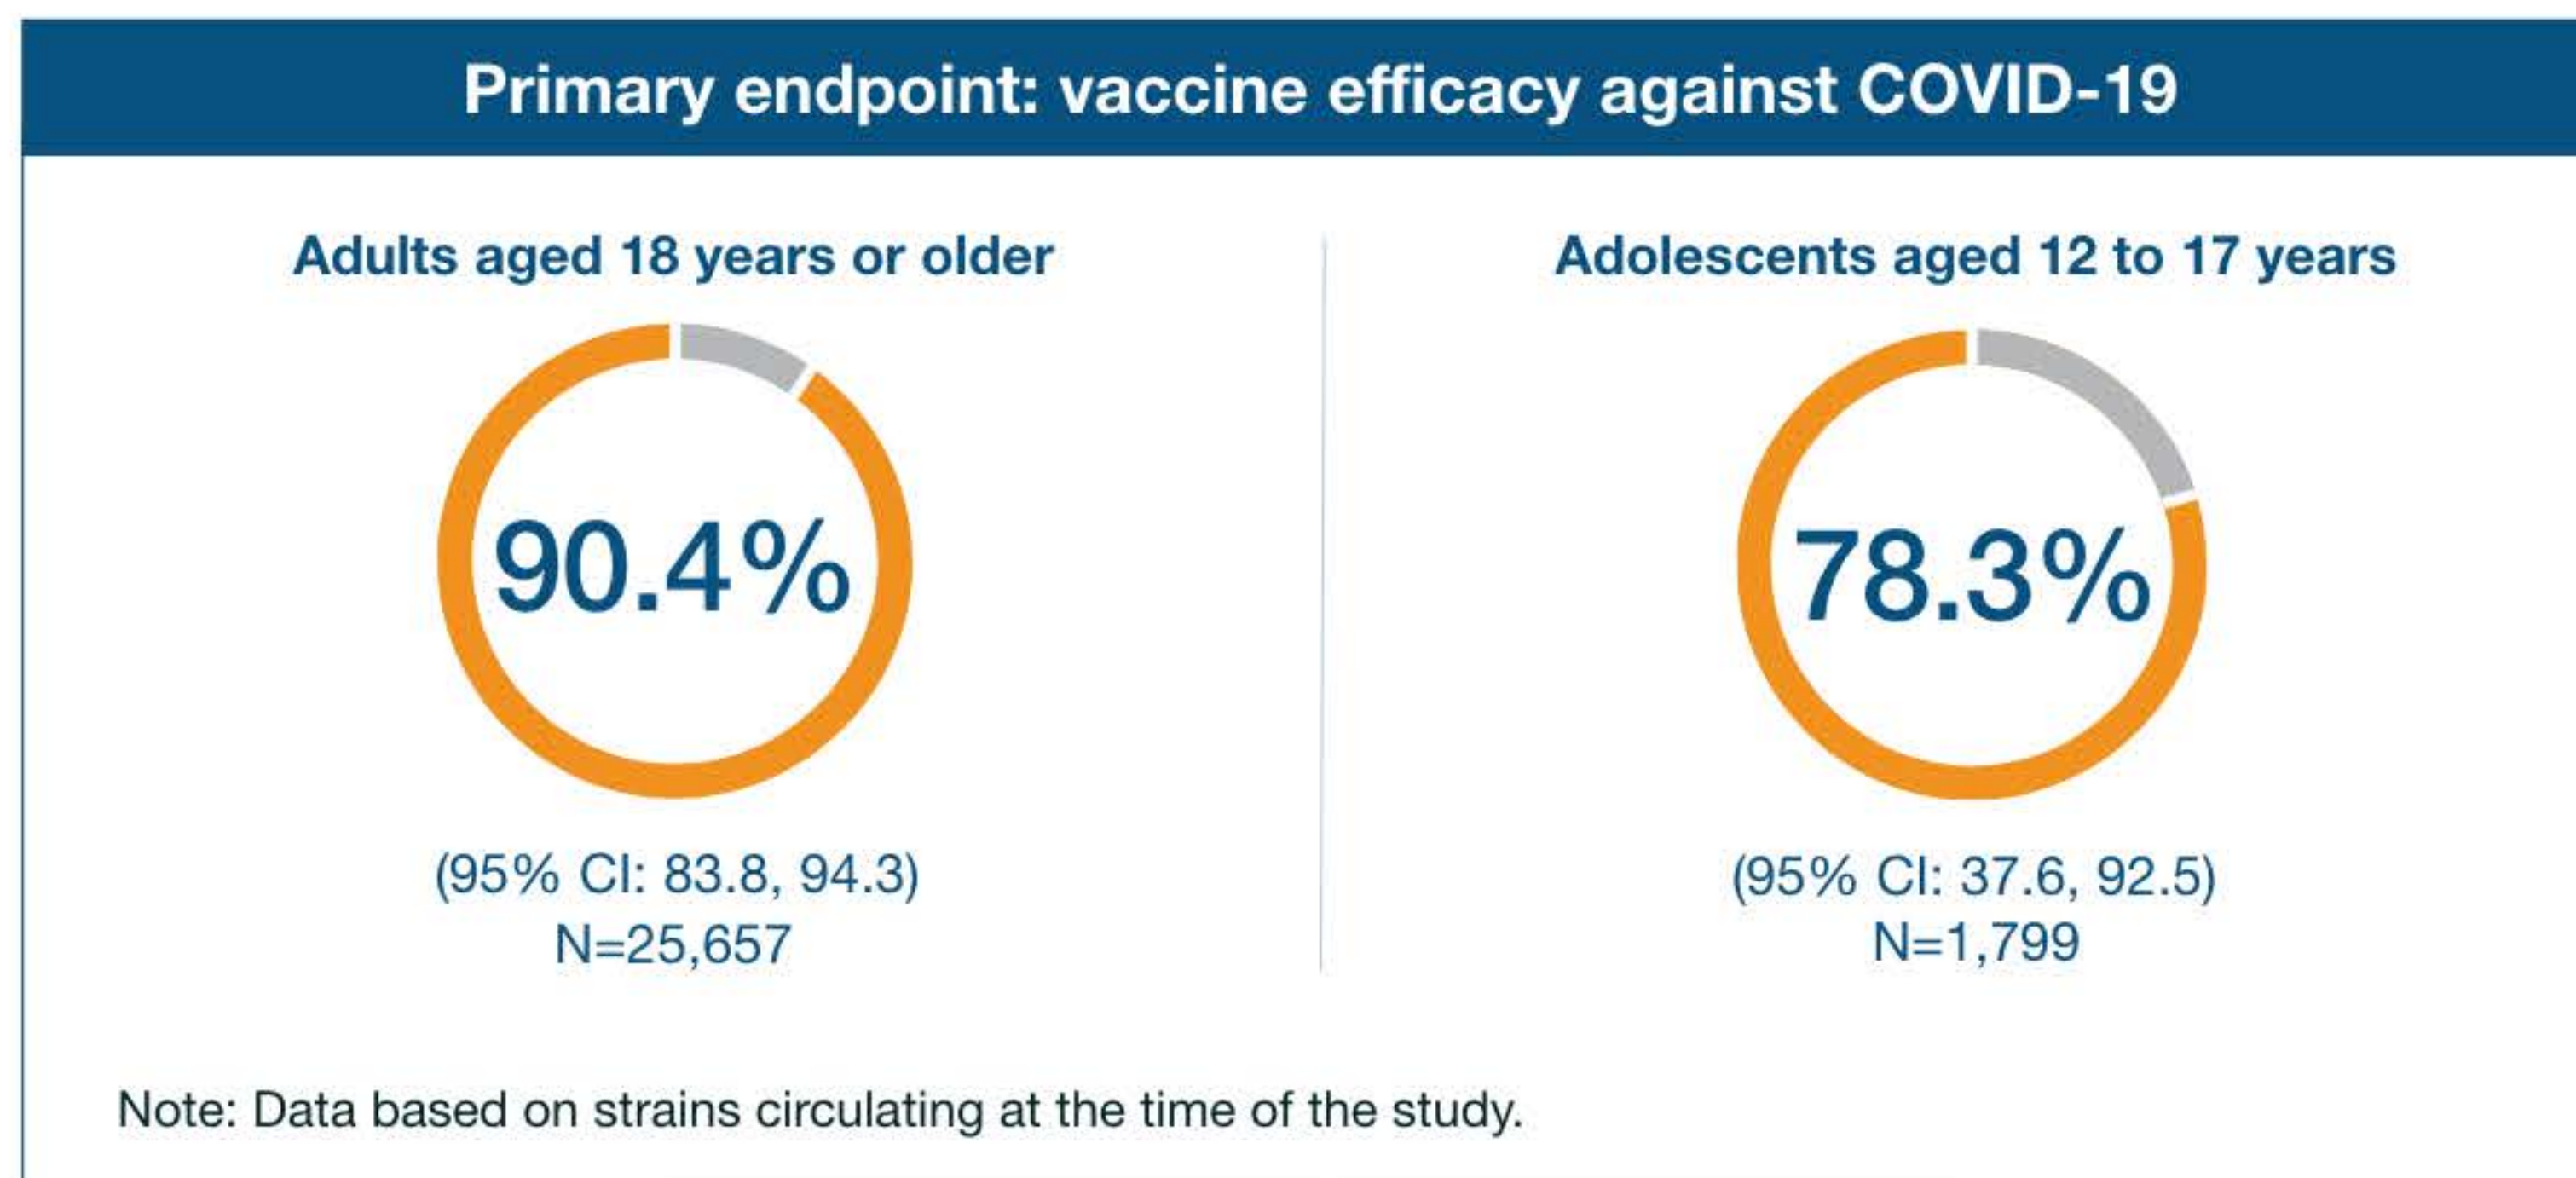 Primary endpoint: vaccine efficacy against COVID-19
Adults aged 18 years or older
90.4%
(95% CI: 83.8, 94.3)
N=25,657
Adolescents aged 12 to 17 years
78.3%
(95% CI: 37.6, 92.5)
N=1,799
Note: Data based on strains circulating at the time of the study.